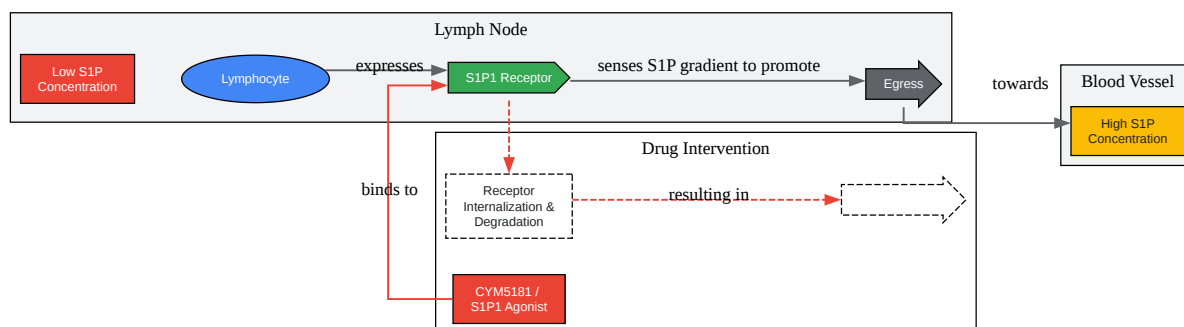 Lymph Node
Low S1P
Concentration
Lymphocyte
expresses
S1P1 Receptor
senses S1P gradient to promote
Egress
towards
Blood Vessel
High S1P
Concentration
Drug Intervention
binds to
Receptor
Internalization &
Degradation
resulting in
CYM5181 /
S1P1 Agonist